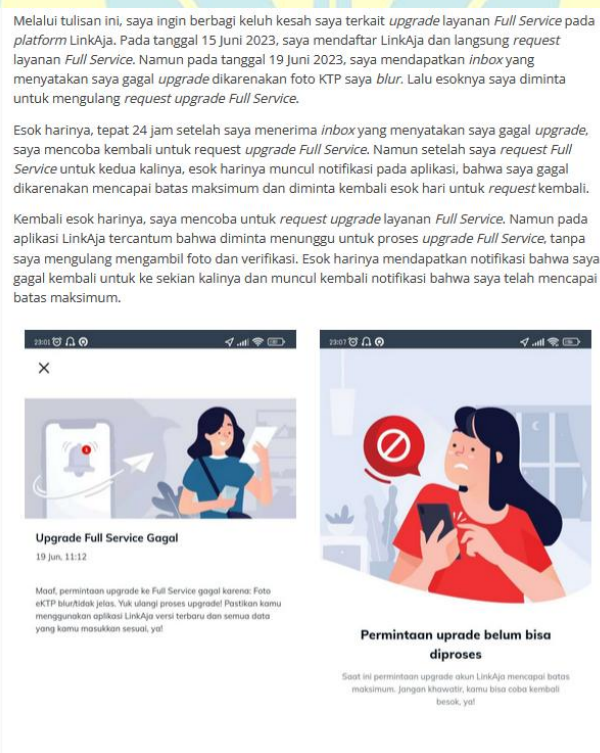 Melalui tulisan ini, saya ingin berbagi keluh kesah saya terkait upgrade layanan Full Service pada
platform LinkAja. Pada tanggal 15 Juni 2023, saya mendaftar LinkAja dan langsung request
layanan Full Service. Namun pada tanggal 19 Juni 2023, saya mendapatkan inbox yang
menyatakan saya gagal upgrade dikarenakan foto KTP saya blur. Lalu esoknya saya diminta
untuk mengulang request upgrade Full Service.
Esok harinya, tepat 24 jam setelah saya menerima inbox yang menyatakan saya gagal upgrade,
saya mencoba kembali untuk request upgrade Full Service. Namun setelah saya request Full
Service untuk kedua kalinya, esok harinya muncul notifikasi pada aplikasi, bahwa saya gagal
dikarenakan mencapai batas maksimum dan diminta kembali esok hari untuk request kembali.
Kembali esok harinya, saya mencoba untuk request upgrade layanan Full Service. Namun pada
aplikasi LinkAja tercantum bahwa diminta menunggu untuk proses upgrade Full Service, tanpa
saya mengulang mengambil foto dan verifikasi. Esok harinya mendapatkan notifikasi bahwa saya
gagal kembali untuk ke sekian kalinya dan muncul kembali notifikasi bahwa saya telah mencapai
batas maksimum.
23:01
Upgrade Full Service Gagal
19 Jun, 11:12
Maaf, permintaan upgrade ke Full Service gagal karena: Foto
eKTP blur/tidak jelas. Yuk ulangi proses upgrade! Pastikan kamu
menggunakan aplikasi LinkAja versi terbaru dan semua data
yang kamu masukkan sesuai, ya!
23:07
Permintaan uprade belum bisa
diproses
Saat ini permintaan upgrade akun LinkAja mencapai batas
maksimum. Jangan khawatir, kamu bisa coba kembali
besok, ya!